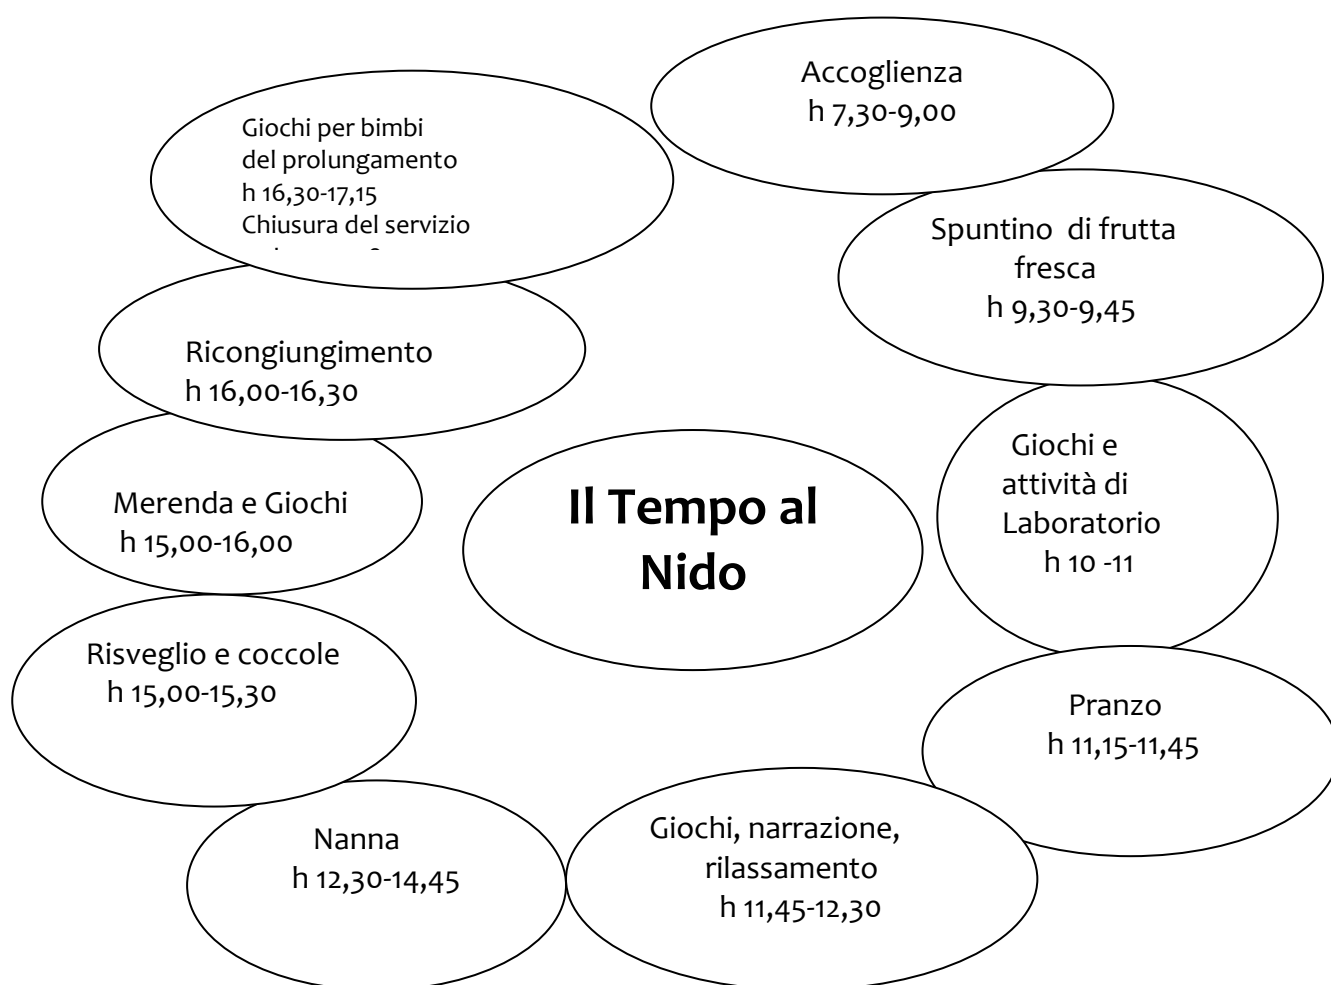 Accoglienza
h 7,30-9,00
Spuntino  di frutta
fresca
h 9,30-9,45
Giochi e
attività di
Laboratorio
h 10 -11
Pranzo
h 11,15-11,45
Giochi, narrazione,
rilassamento
h 11,45-12,30
Nanna
h 12,30-14,45
Risveglio e coccole
h 15,00-15,30
Merenda e Giochi
h 15,00-16,00
Ricongiungimento
h 16,00-16,30
Giochi per bimbi
del prolungamento
h 16,30-17,15
Chiusura del servizio
Il Tempo al
Nido